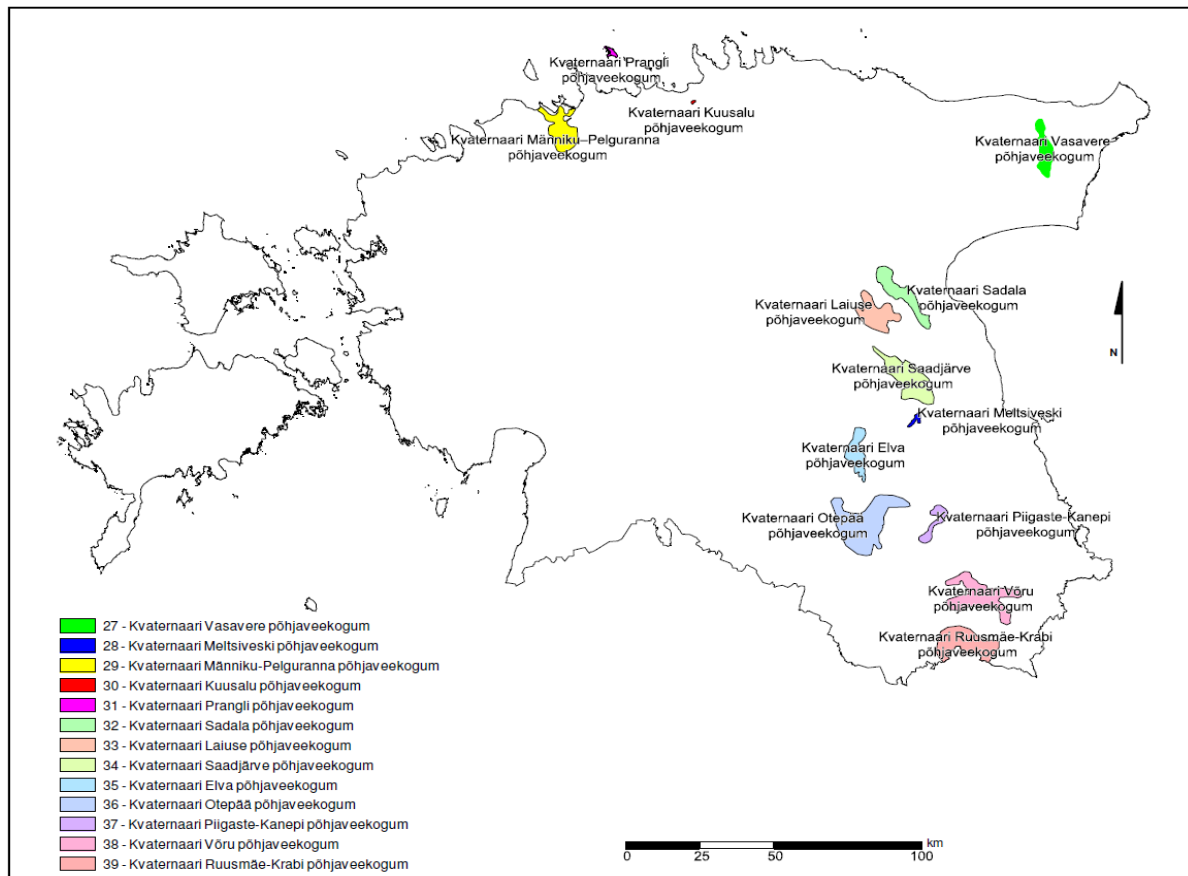 Kvaternaari Prangli
põhjaveekogum
Kvaternaari Kuusalu
põhjaveekogum
Kvaternaari Männiku–Pelguranna
põhjaveekogum
Kvaternaari Vasavere
põhjaveekogum
Kvaternaari Sadala
põhjaveekogum
Kvaternaari Laiuse
põhjaveekogum
N
Kvaternaari Saadjärve
põhjaveekogum
Kvaternaari Meltsiveski
põhjaveekogum
Kvaternaari Elva
põhjaveekogum
Kvaternaari Otepää
põhjaveekogum
Kvaternaari Piigaste-Kanepi
põhjaveekogum
Kvaternaari Võru
põhjaveekogum
Kvaternaari Ruusmäe-Krabi
põhjaveekogum
27 - Kvaternaari Vasavere põhjaveekogum
28 - Kvaternaari Meltsiveski põhjaveekogum
29 - Kvaternaari Männiku-Pelguranna põhjaveekogum
30 - Kvaternaari Kuusalu põhjaveekogum
31 - Kvaternaari Prangli põhjaveekogum
32 - Kvaternaari Sadala põhjaveekogum
33 - Kvaternaari Laiuse põhjaveekogum
34 - Kvaternaari Saadjärve põhjaveekogum
35 - Kvaternaari Elva põhjaveekogum
36 - Kvaternaari Otepää põhjaveekogum
37 - Kvaternaari Piigaste-Kanepi põhjaveekogum
38 - Kvaternaari Võru põhjaveekogum
39 - Kvaternaari Ruusmäe-Krabi põhjaveekogum
km
0 25 50 100